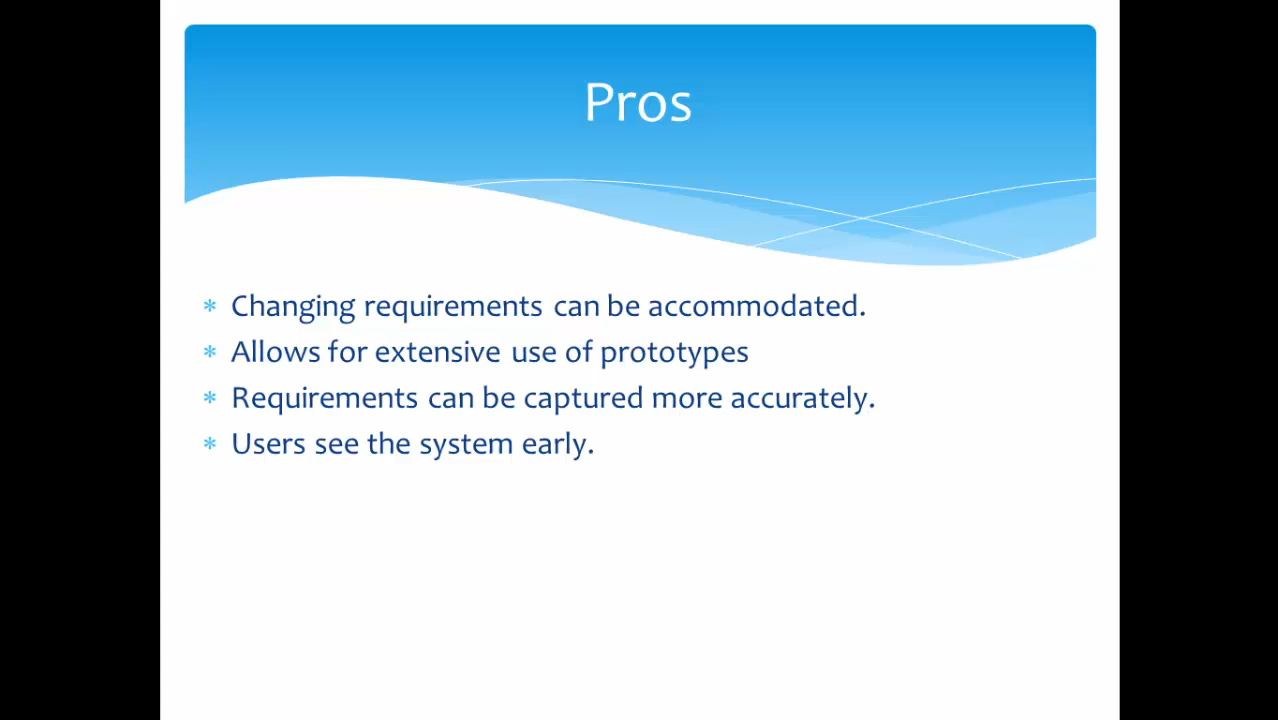 Pros
* Changing requirements can be accommodated.
* Allows for extensive use of prototypes
* Requirements can be captured more accurately.
* Users see the system early.